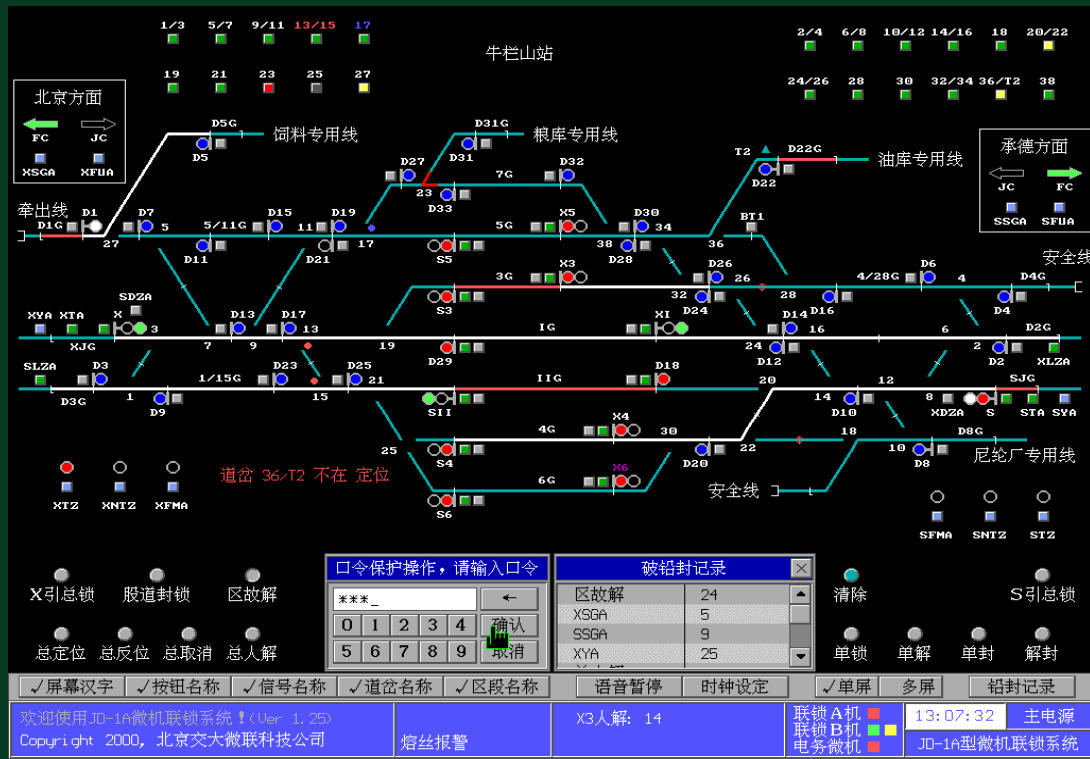 1/3 5/7 9/11 13/15 17
2/4 6/8 10/12 14/16 18 20/22
牛栏山站
19 21 23 25 27
24/26 28 30 32/34 36/T2 38
北京方面
FC JC
XSGA XFUA
承德方面
JC FC
SSGA SFUA
D5G 饲料专用线
D5
D31G 粮库专用线
D31
T2 D22G 油库专用线
D22
D27 7G D32
23
D33
牵出线
D1G D1 27
D7 5 5/11G D15 11 D19 5G X5 D30 34 BT1
D11 D21 17 S5 38 D28 36
安全线
3G X3 D26 26 4/28G D6 4 D4G
S3 32 D24 28 D16 D4
SDZA
XYA XTA X 3 D13 D17 13 IG XI D14 16 6 D2G
XJG 7 9 19 D29 24 D12 2 D2 XLZA
SLZA D3 1/15G D23 D25 21 IIG D18 20 12 SJG
D3G 1 D9 15 SII 14 D10 8 XDZA S STA SYA
4G X4 30 18 D8G
25 S4 D20 22 10 D8
尼纶厂专用线
道岔 36/T2 不在 定位
6G X6
S6
安全线
XTZ XNTZ XFMA
SFMA SNTZ STZ
X引总锁 股道封锁 区故解
清除 S引总锁
总定位 总反位 总取消 总人解
单锁 单解 单封 解封
口令保护操作，请输入口令
***_ ←
0 1 2 3 4 确认
5 6 7 8 9 取消
破铅封记录
区故解 24
XSGA 5
SSGA 9
XYA 25
√屏幕汉字 √按钮名称 √信号名称 √道岔名称 √区段名称 语音暂停 时钟设定 √单屏 多屏 铅封记录
欢迎使用JD-1A微机联锁系统！(Ver 1.25)
Copyright 2000, 北京交大微联科技公司
熔丝报警
X3人解: 14
联锁A机
联锁B机
电务微机
13:07:32 主电源
JD-1A型微机联锁系统